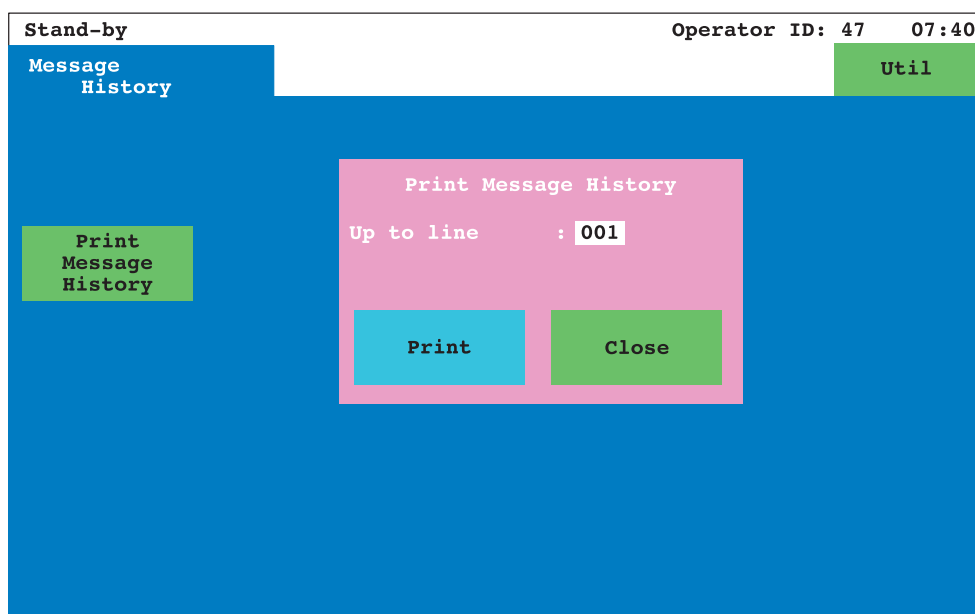 Stand-by
Operator ID: 47 07:40
Message
History
Util
Print Message History
Up to line : 001
Print
Message
History
Print
Close